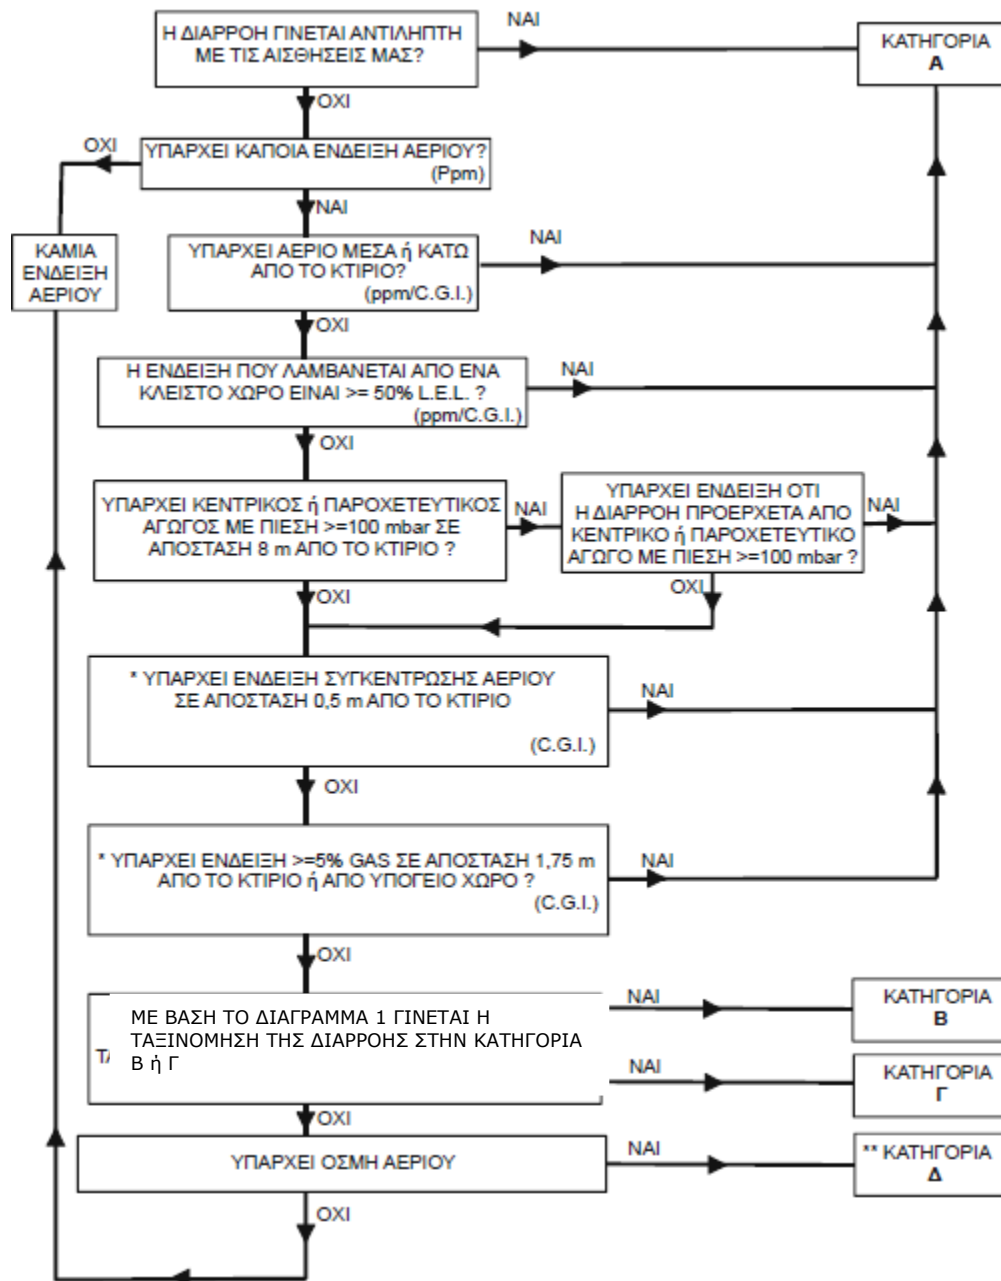 Η ΔΙΑΡΡΟΗ ΓΙΝΕΤΑΙ ΑΝΤΙΛΗΠΤΗ
ΜΕ ΤΙΣ ΑΙΣΘΗΣΕΙΣ ΜΑΣ?
ΝΑΙ
ΚΑΤΗΓΟΡΙΑ
Α
ΟΧΙ
ΥΠΑΡΧΕΙ ΚΑΠΟΙΑ ΕΝΔΕΙΞΗ ΑΕΡΙΟΥ?
(Ppm)
ΟΧΙ
ΚΑΜΙΑ
ΕΝΔΕΙΞΗ
ΑΕΡΙΟΥ
ΝΑΙ
ΥΠΑΡΧΕΙ ΑΕΡΙΟ ΜΕΣΑ ή ΚΑΤΩ
ΑΠΟ ΤΟ ΚΤΙΡΙΟ?
(ppm/C.G.I.)
ΝΑΙ
ΟΧΙ
Η ΕΝΔΕΙΞΗ ΠΟΥ ΛΑΜΒΑΝΕΤΑΙ ΑΠΟ ΕΝΑ
ΚΛΕΙΣΤΟ ΧΩΡΟ ΕΙΝΑΙ >= 50% L.E.L. ?
(ppm/C.G.I.)
ΝΑΙ
ΟΧΙ
ΥΠΑΡΧΕΙ ΚΕΝΤΡΙΚΟΣ ή ΠΑΡΟΧΕΤΕΥΤΙΚΟΣ
ΑΓΩΓΟΣ ΜΕ ΠΙΕΣΗ >=100 mbar ΣΕ
ΑΠΟΣΤΑΣΗ 8 m ΑΠΟ ΤΟ ΚΤΙΡΙΟ ?
ΝΑΙ
ΥΠΑΡΧΕΙ ΕΝΔΕΙΞΗ ΟΤΙ
Η ΔΙΑΡΡΟΗ ΠΡΟΕΡΧΕΤΑ ΑΠΟ
ΚΕΝΤΡΙΚΟ ή ΠΑΡΟΧΕΤΕΥΤΙΚΟ
ΑΓΩΓΟ ΜΕ ΠΙΕΣΗ >=100 mbar ?
ΝΑΙ
ΟΧΙ
ΟΧΙ
* ΥΠΑΡΧΕΙ ΕΝΔΕΙΞΗ ΣΥΓΚΕΝΤΡΩΣΗΣ ΑΕΡΙΟΥ
ΣΕ ΑΠΟΣΤΑΣΗ 0,5 m ΑΠΟ ΤΟ ΚΤΙΡΙΟ
(C.G.I.)
ΝΑΙ
ΟΧΙ
* ΥΠΑΡΧΕΙ ΕΝΔΕΙΞΗ >=5% GAS ΣΕ ΑΠΟΣΤΑΣΗ 1,75 m
ΑΠΟ ΤΟ ΚΤΙΡΙΟ ή ΑΠΟ ΥΠΟΓΕΙΟ ΧΩΡΟ ?
(C.G.I.)
ΝΑΙ
ΟΧΙ
ΜΕ ΒΑΣΗ ΤΟ ΔΙΑΓΡΑΜΜΑ 1 ΓΙΝΕΤΑΙ Η
ΤΑΞΙΝΟΜΗΣΗ ΤΗΣ ΔΙΑΡΡΟΗΣ ΣΤΗΝ ΚΑΤΗΓΟΡΙΑ
Β ή Γ
ΝΑΙ
ΚΑΤΗΓΟΡΙΑ
Β
ΝΑΙ
ΚΑΤΗΓΟΡΙΑ
Γ
ΟΧΙ
ΥΠΑΡΧΕΙ ΟΣΜΗ ΑΕΡΙΟΥ
ΝΑΙ
** ΚΑΤΗΓΟΡΙΑ
Δ
ΟΧΙ